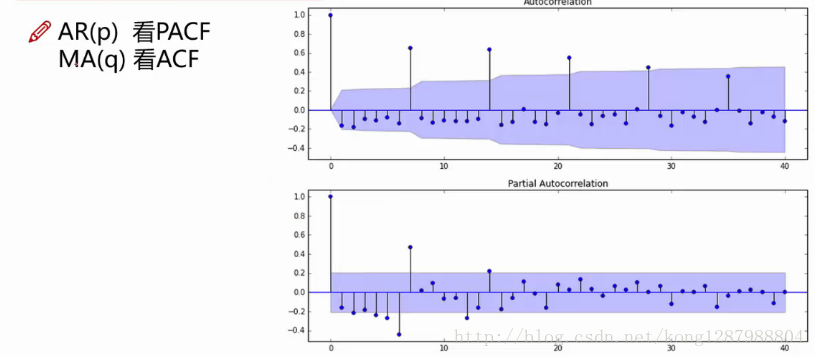 AR(p) 看PACF
MA(q) 看ACF
Autocorrelation
1.0
0.8
0.6
0.4
0.2
0.0
−0.2
−0.4
0 10 20 30 40
Partial Autocorrelation
1.0
0.8
0.6
0.4
0.2
0.0
−0.2
−0.4
0 10 20 30 40
http://blog.csdn.net/kong1287988804